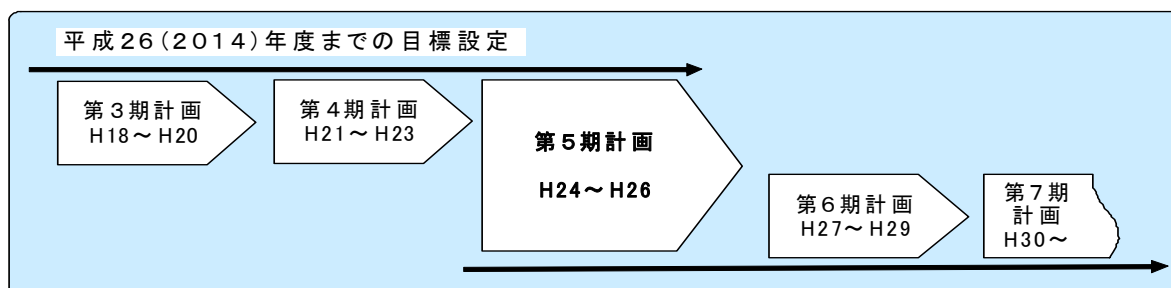 平成26(2014)年度までの目標設定
第3期計画
H18～H20
第4期計画
H21～H23
第5期計画
H24～H26
第6期計画
H27～H29
第7期
計画
H30～